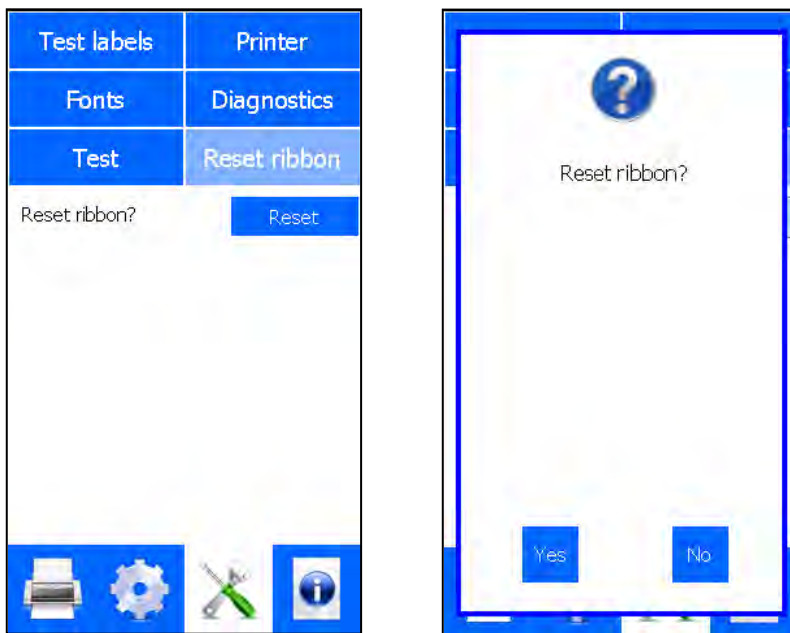 Test labels Printer
Fonts Diagnostics
Test Reset ribbon
Reset ribbon? Reset
Reset ribbon?
Yes No